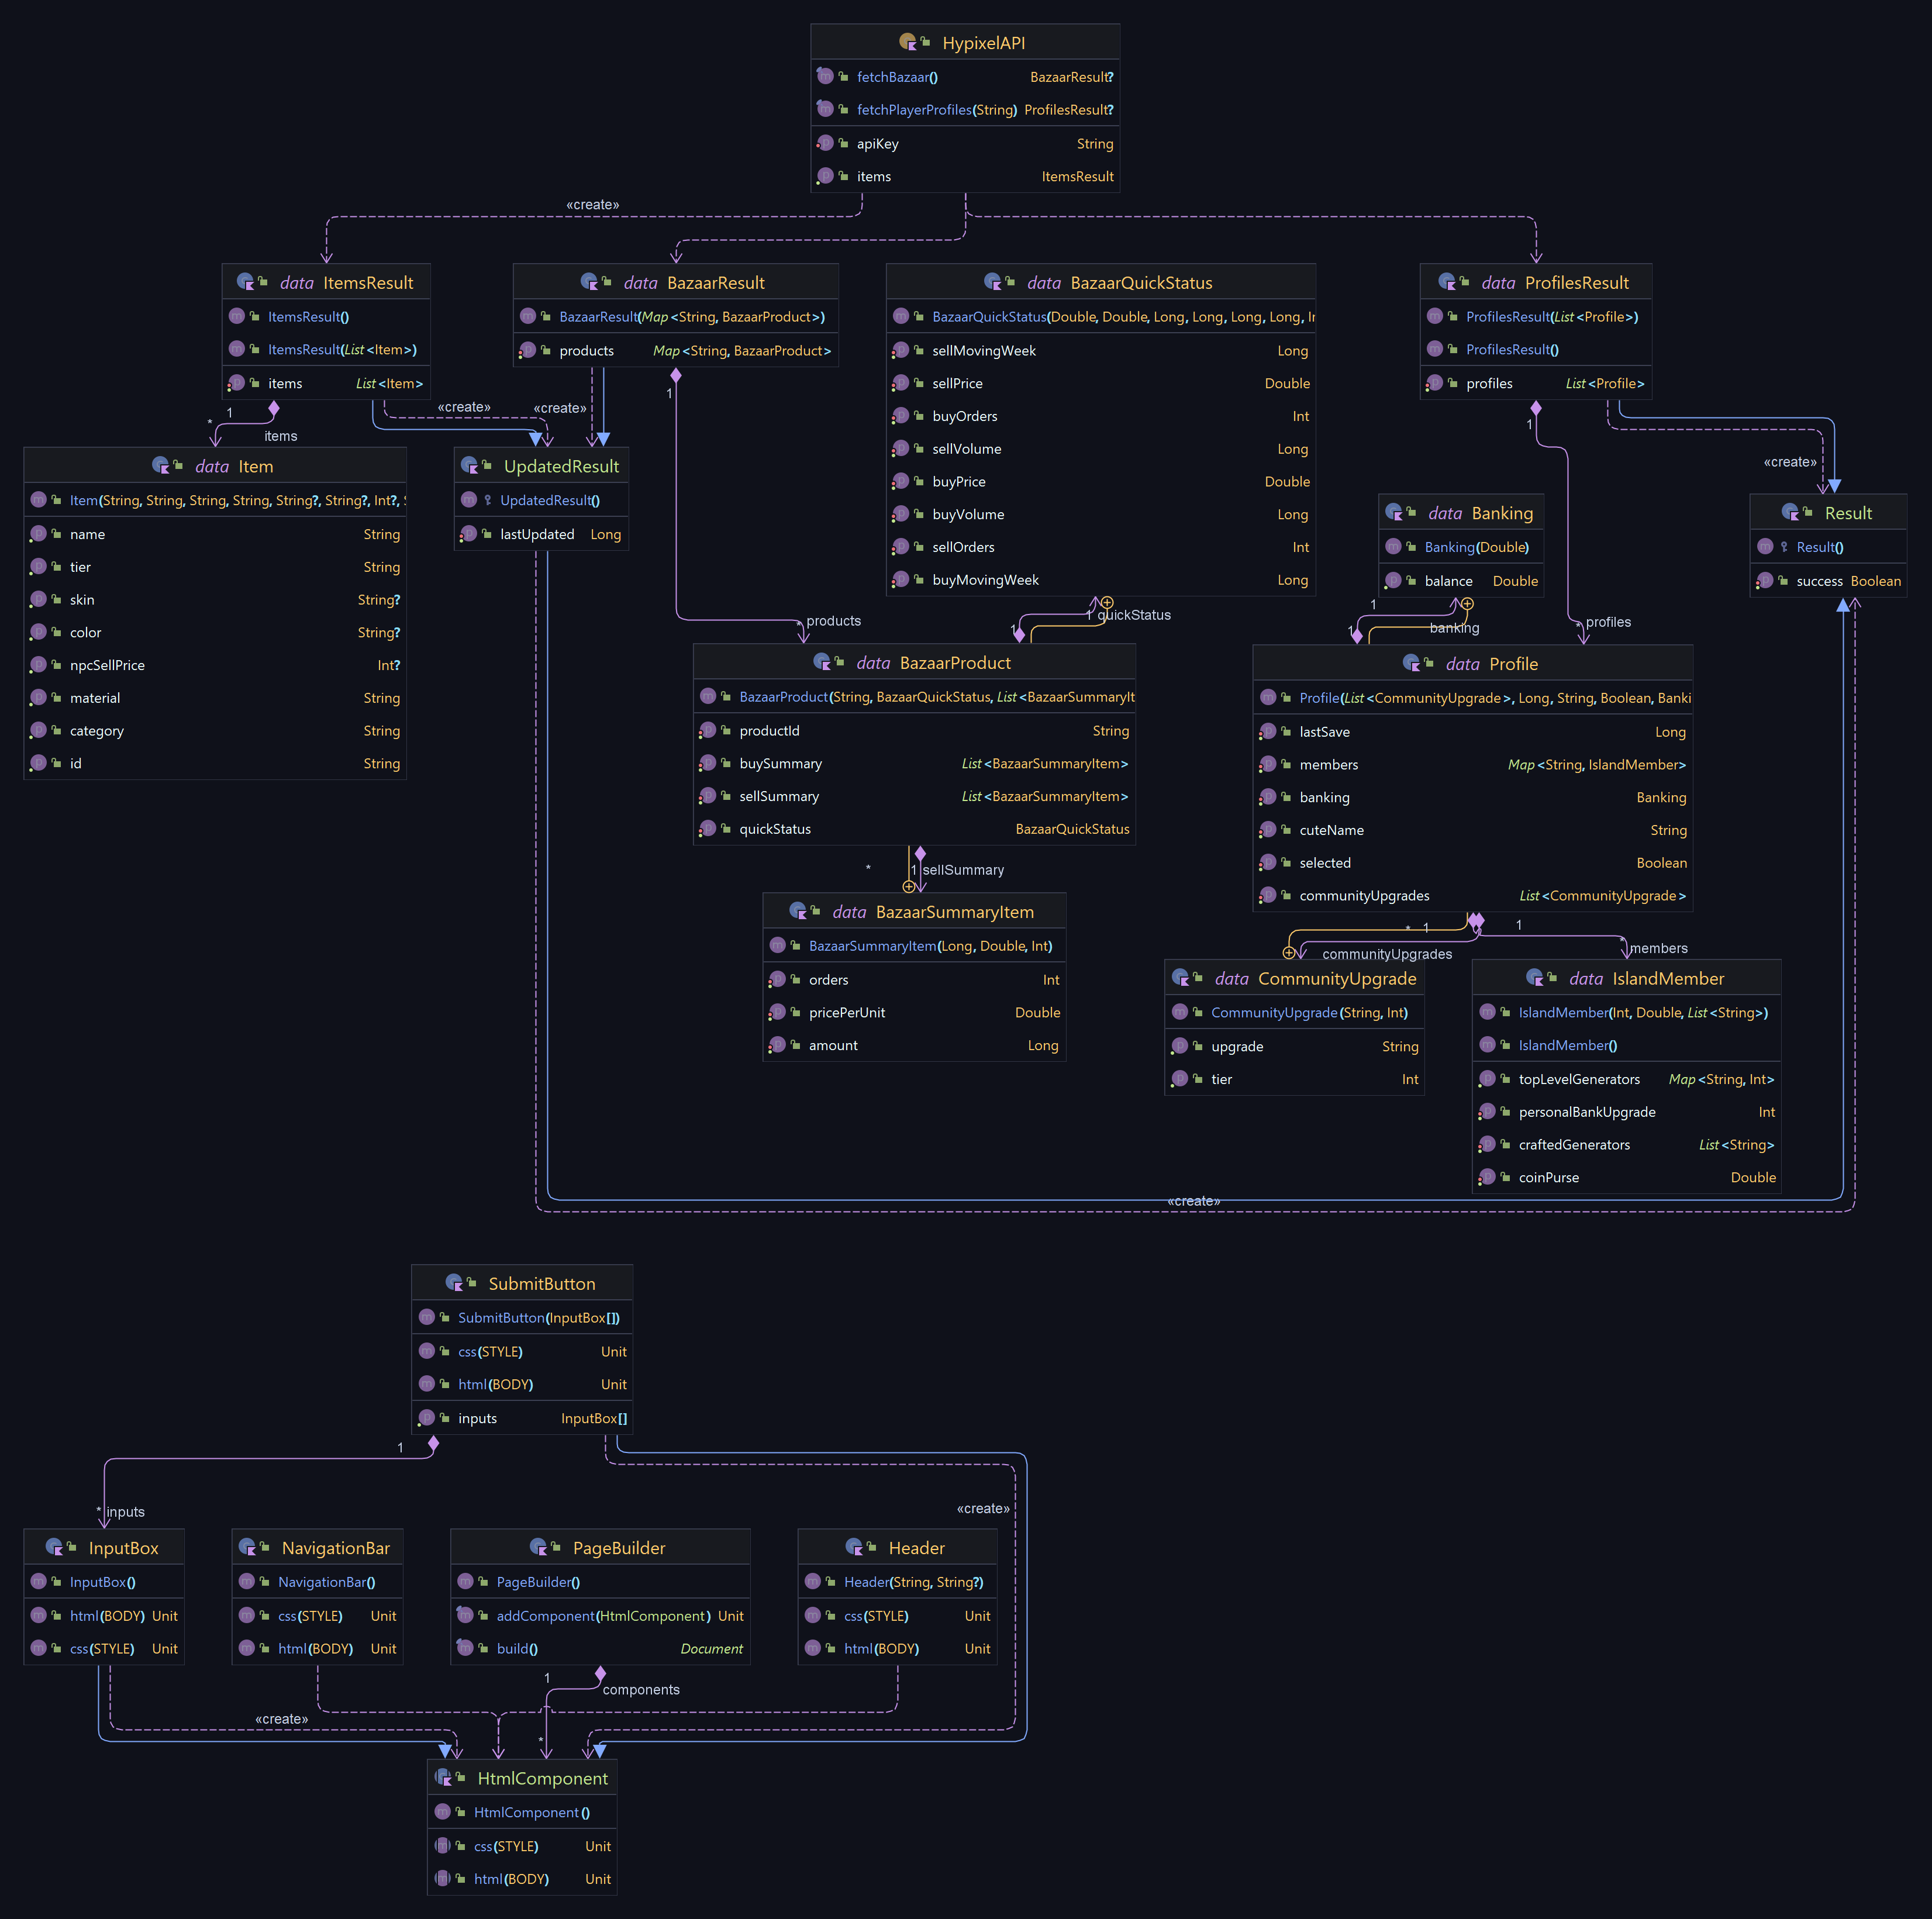 HypixelAPI
fetchBazaar() BazaarResult?
fetchPlayerProfiles(String) ProfilesResult?
apiKey String
items ItemsResult
«create»
data ItemsResult
ItemsResult()
ItemsResult(List<Item>)
items List<Item>
data BazaarResult
BazaarResult(Map<String, BazaarProduct>)
products Map<String, BazaarProduct>
data BazaarQuickStatus
BazaarQuickStatus(Double, Double, Long, Long, Long, Long, Ir
sellMovingWeek Long
sellPrice Double
buyOrders Int
sellVolume Long
buyPrice Double
buyVolume Long
sellOrders Int
buyMovingWeek Long
data ProfilesResult
ProfilesResult(List<Profile>)
ProfilesResult()
profiles List<Profile>
1
*
items
«create»
«create»
1
1
«create»
data Item
Item(String, String, String, String, String?, String?, Int?, S
name String
tier String
skin String?
color String?
npcSellPrice Int?
material String
category String
id String
UpdatedResult
UpdatedResult()
lastUpdated Long
data Banking
Banking(Double)
balance Double
Result
Result()
success Boolean
* products
1
1 quickStatus
1
1
banking
* profiles
data BazaarProduct
BazaarProduct(String, BazaarQuickStatus, List<BazaarSummaryIt
productId String
buySummary List<BazaarSummaryItem>
sellSummary List<BazaarSummaryItem>
quickStatus BazaarQuickStatus
data Profile
Profile(List<CommunityUpgrade>, Long, String, Boolean, Banki
lastSave Long
members Map<String, IslandMember>
banking Banking
cuteName String
selected Boolean
communityUpgrades List<CommunityUpgrade>
* 1 sellSummary
* 1
1
communityUpgrades
* members
data BazaarSummaryItem
BazaarSummaryItem(Long, Double, Int)
orders Int
pricePerUnit Double
amount Long
data CommunityUpgrade
CommunityUpgrade(String, Int)
upgrade String
tier Int
data IslandMember
IslandMember(Int, Double, List<String>)
IslandMember()
topLevelGenerators Map<String, Int>
personalBankUpgrade Int
craftedGenerators List<String>
coinPurse Double
«create»
SubmitButton
SubmitButton(InputBox[])
css(STYLE) Unit
html(BODY) Unit
inputs InputBox[]
1
* inputs
«create»
InputBox
InputBox()
html(BODY) Unit
css(STYLE) Unit
NavigationBar
NavigationBar()
css(STYLE) Unit
html(BODY) Unit
PageBuilder
PageBuilder()
addComponent(HtmlComponent) Unit
build() Document
Header
Header(String, String?)
css(STYLE) Unit
html(BODY) Unit
1
components
«create»
*
HtmlComponent
HtmlComponent()
css(STYLE) Unit
html(BODY) Unit